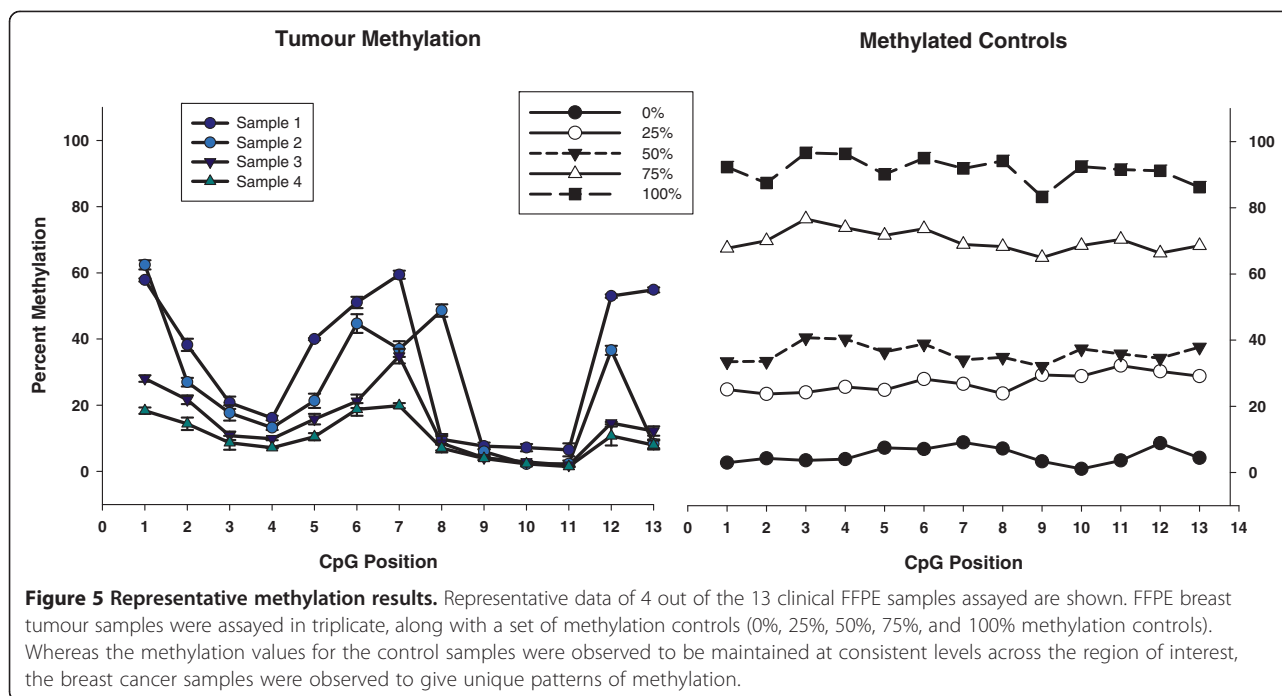 Tumour Methylation
Methylated Controls
Sample 1
Sample 2
Sample 3
Sample 4
0%
25%
50%
75%
100%
Percent Methylation
100
80
60
40
20
0
100
80
60
40
20
0
0 1 2 3 4 5 6 7 8 9 10 11 12 13
0 1 2 3 4 5 6 7 8 9 10 11 12 13 14
CpG Position
CpG Position
Figure 5 Representative methylation results. Representative data of 4 out of the 13 clinical FFPE samples assayed are shown. FFPE breast
tumour samples were assayed in triplicate, along with a set of methylation controls (0%, 25%, 50%, 75%, and 100% methylation controls).
Whereas the methylation values for the control samples were observed to be maintained at consistent levels across the region of interest,
the breast cancer samples were observed to give unique patterns of methylation.